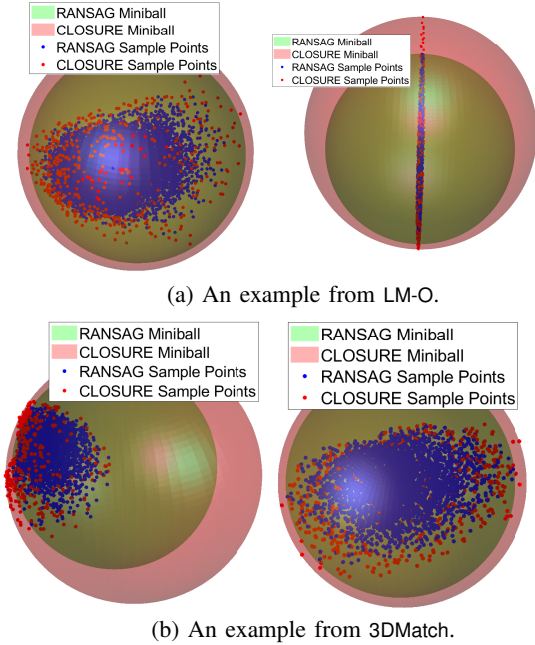 RANSAG Miniball
CLOSURE Miniball
RANSAG Sample Points
CLOSURE Sample Points
RANSAG Miniball
CLOSURE Miniball
RANSAG Sample Points
CLOSURE Sample Points
(a) An example from LM-O.
RANSAG Miniball
CLOSURE Miniball
RANSAG Sample Points
CLOSURE Sample Points
RANSAG Miniball
CLOSURE Miniball
RANSAG Sample Points
CLOSURE Sample Points
(b) An example from 3DMatch.